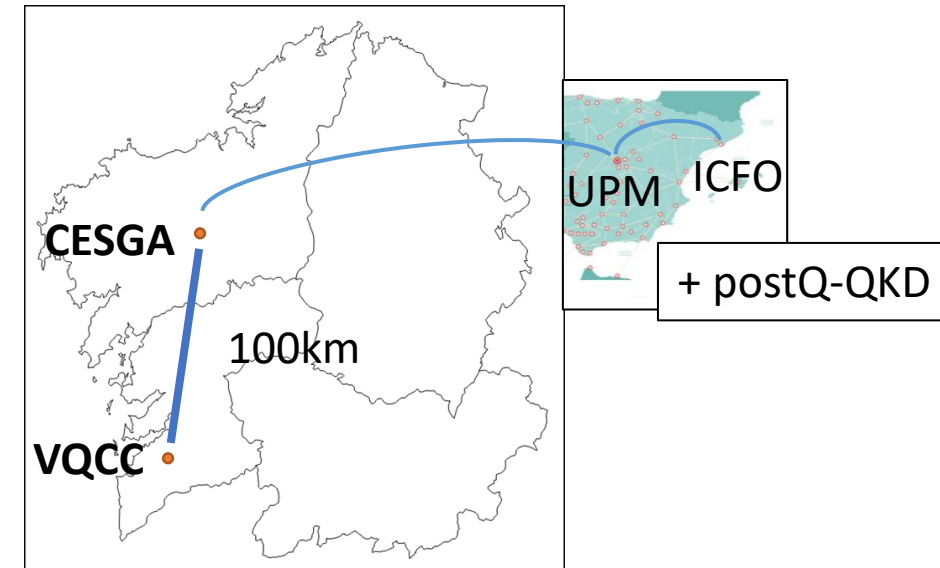 CESGA
100km
VQCC
UPM
ICFO
+ postQ-QKD